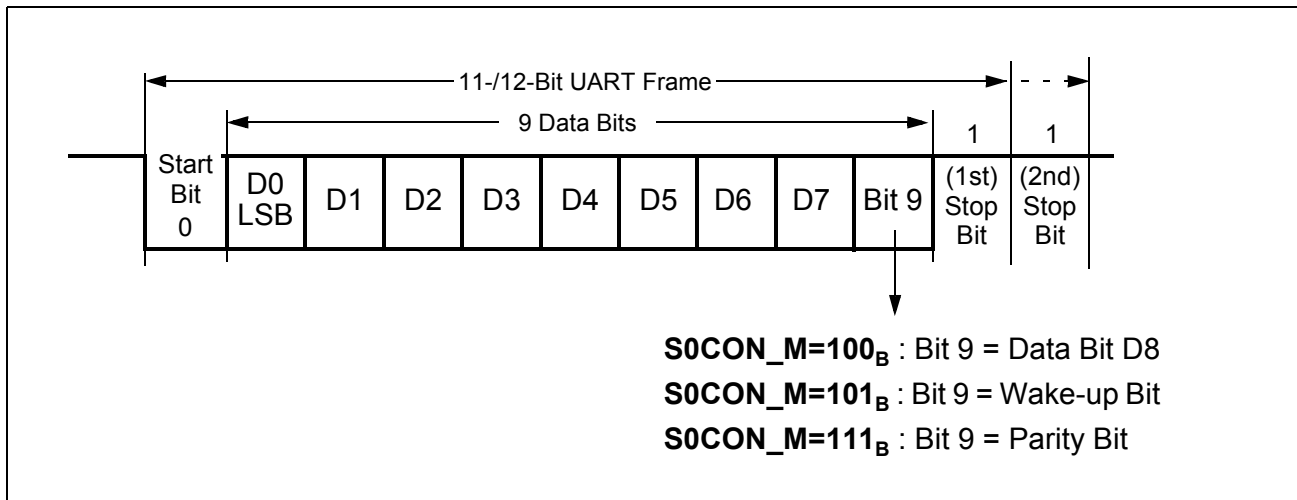 11-/12-Bit UART Frame
9 Data Bits
1
1
Start
Bit
0
D0
LSB
D1
D2
D3
D4
D5
D6
D7
Bit 9
(1st)
Stop
Bit
(2nd)
Stop
Bit
S0CON_M=100B : Bit 9 = Data Bit D8
S0CON_M=101B : Bit 9 = Wake-up Bit
S0CON_M=111B : Bit 9 = Parity Bit